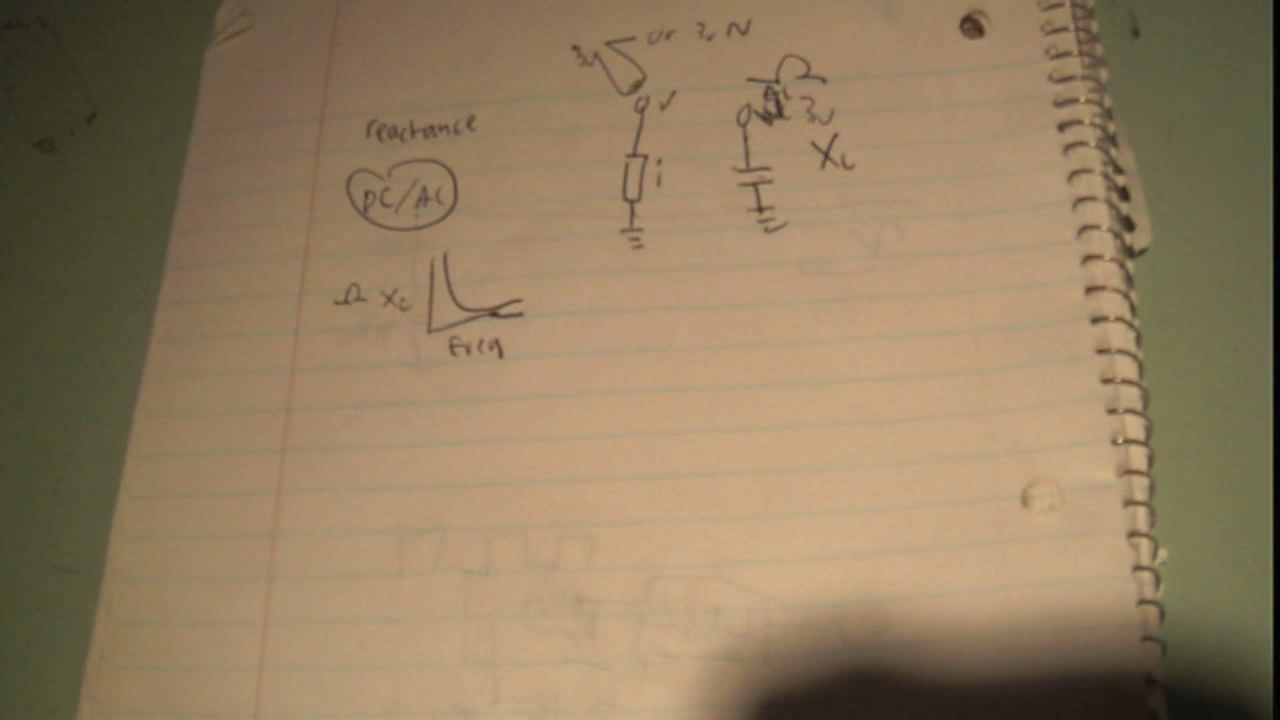 or 3v
3v
v
reactance
3v
i
Xc
DC/AC
Ω Xc
Freq